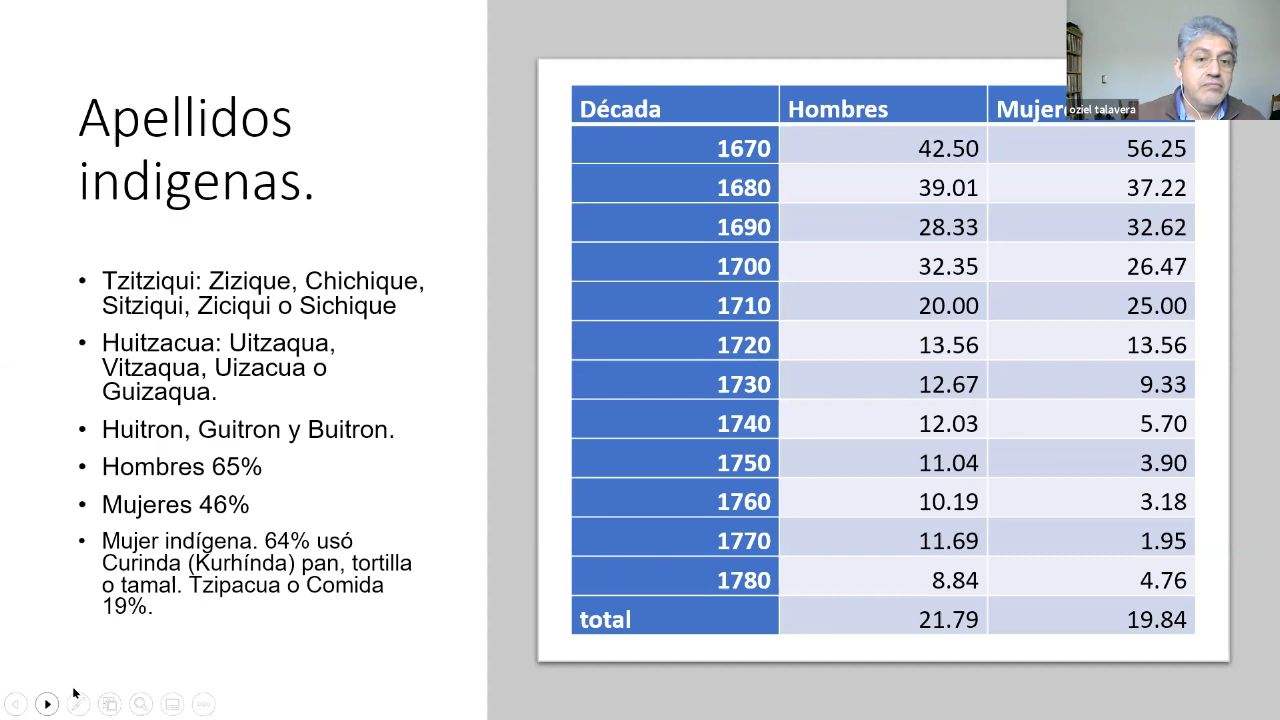 Apellidos
indigenas.
• Tzitziqui: Zizique, Chichique,
Sitziqui, Ziciqui o Sichique
• Huitzacua: Uitzaqua,
Vitzaqua, Uizacua o
Guizaqua.
• Huitron, Guitron y Buitron.
• Hombres 65%
• Mujeres 46%
• Mujer indígena. 64% usó
Curinda (Kurhínda) pan, tortilla
o tamal. Tzipacua o Comida
19%.
Década Hombres
1670 42.50 56.25
1680 39.01 37.22
1690 28.33 32.62
1700 32.35 26.47
1710 20.00 25.00
1720 13.56 13.56
1730 12.67 9.33
1740 12.03 5.70
1750 11.04 3.90
1760 10.19 3.18
1770 11.69 1.95
1780 8.84 4.76
total 21.79 19.84
oziel talavera